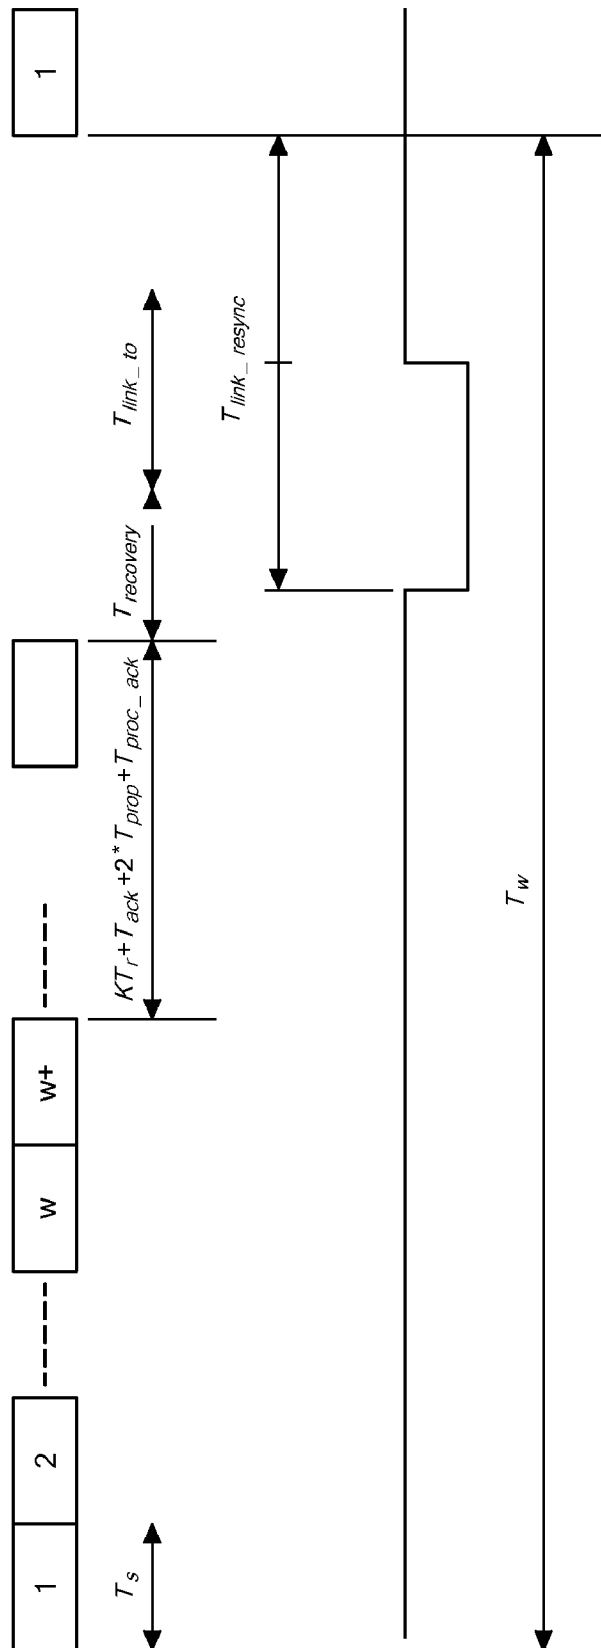 1
2
w
w+
1
T_s
KT_r+T_ack+2*T_prop+T_proc_ack
T_recovery
T_link_to
T_link_resync
T_w